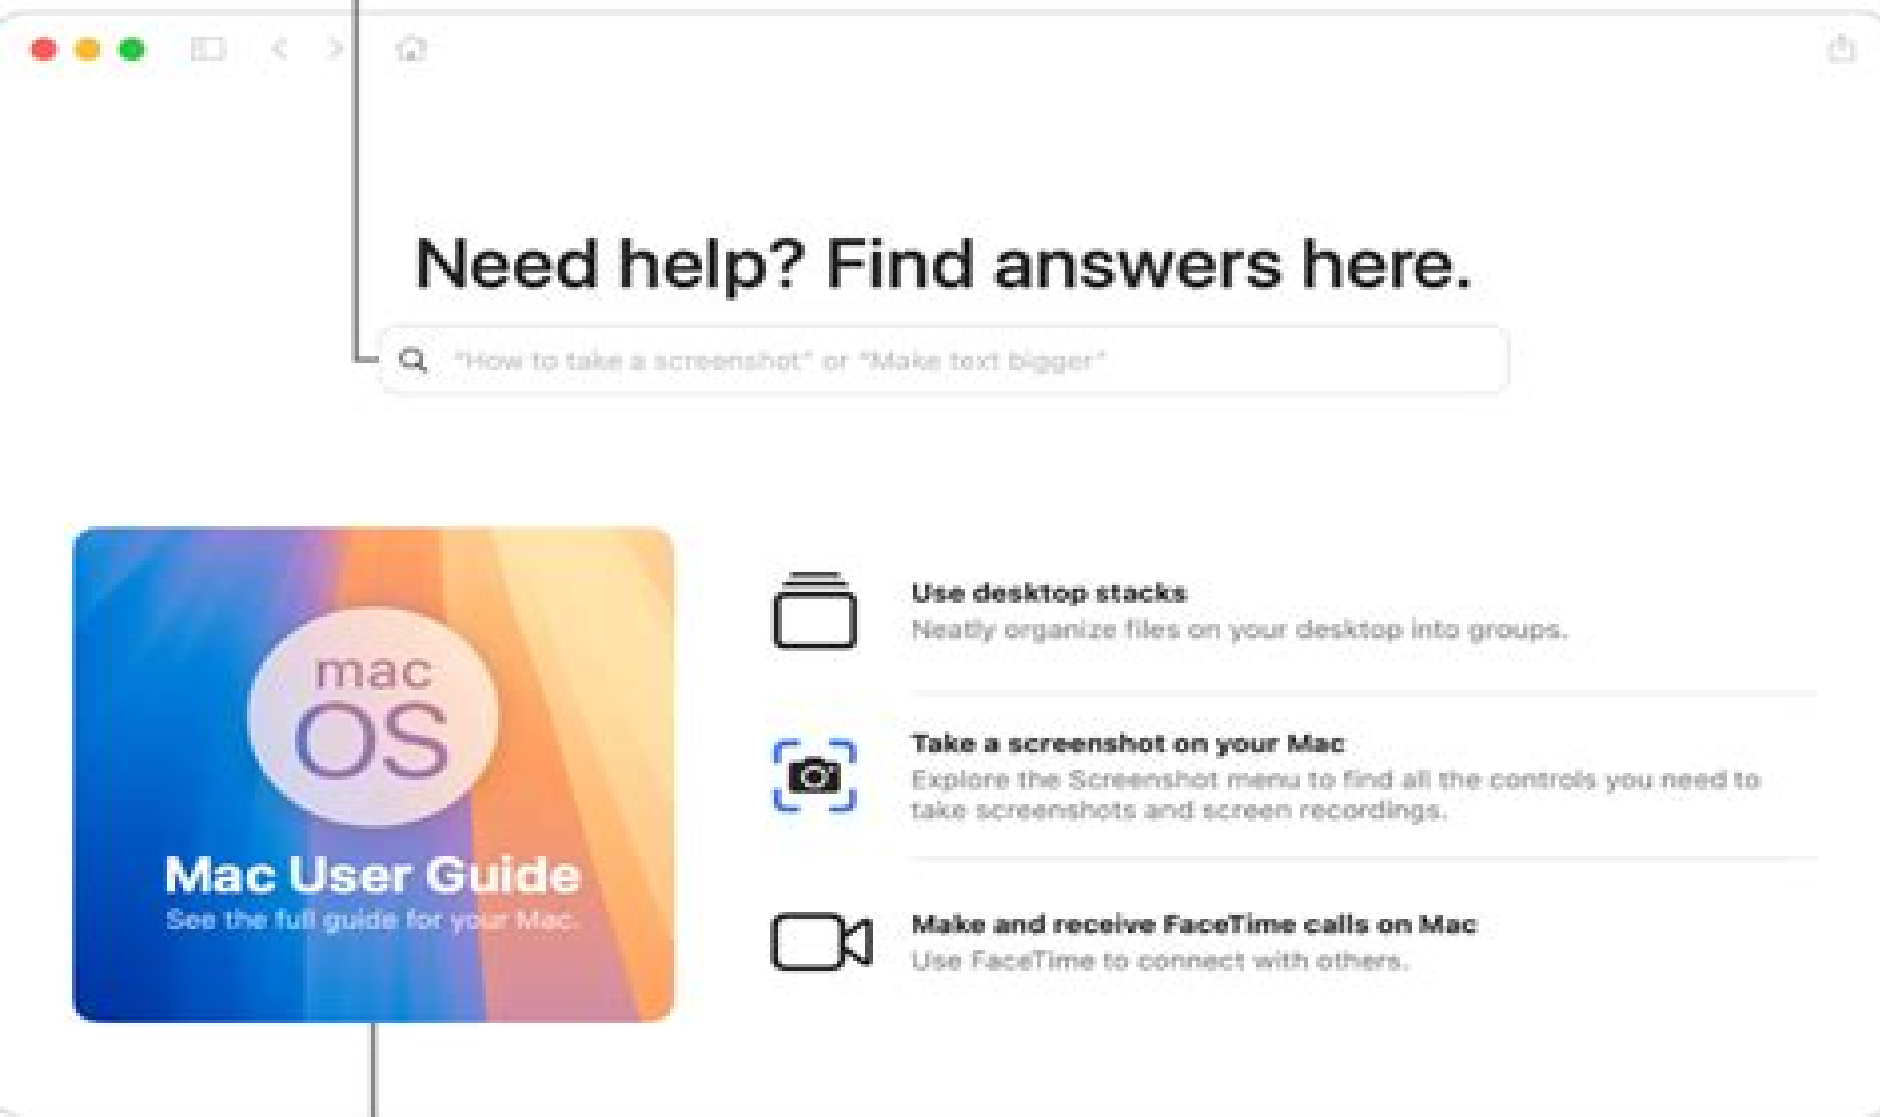 Need help? Find answers here.
"How to take a screenshot" or "Make text bigger"
mac
OS
Mac User Guide
See the full guide for your Mac.
Use desktop stacks
Neatly organize files on your desktop into groups.
Take a screenshot on your Mac
Explore the Screenshot menu to find all the controls you need to
take screenshots and screen recordings.
Make and receive FaceTime calls on Mac
Use FaceTime to connect with others.